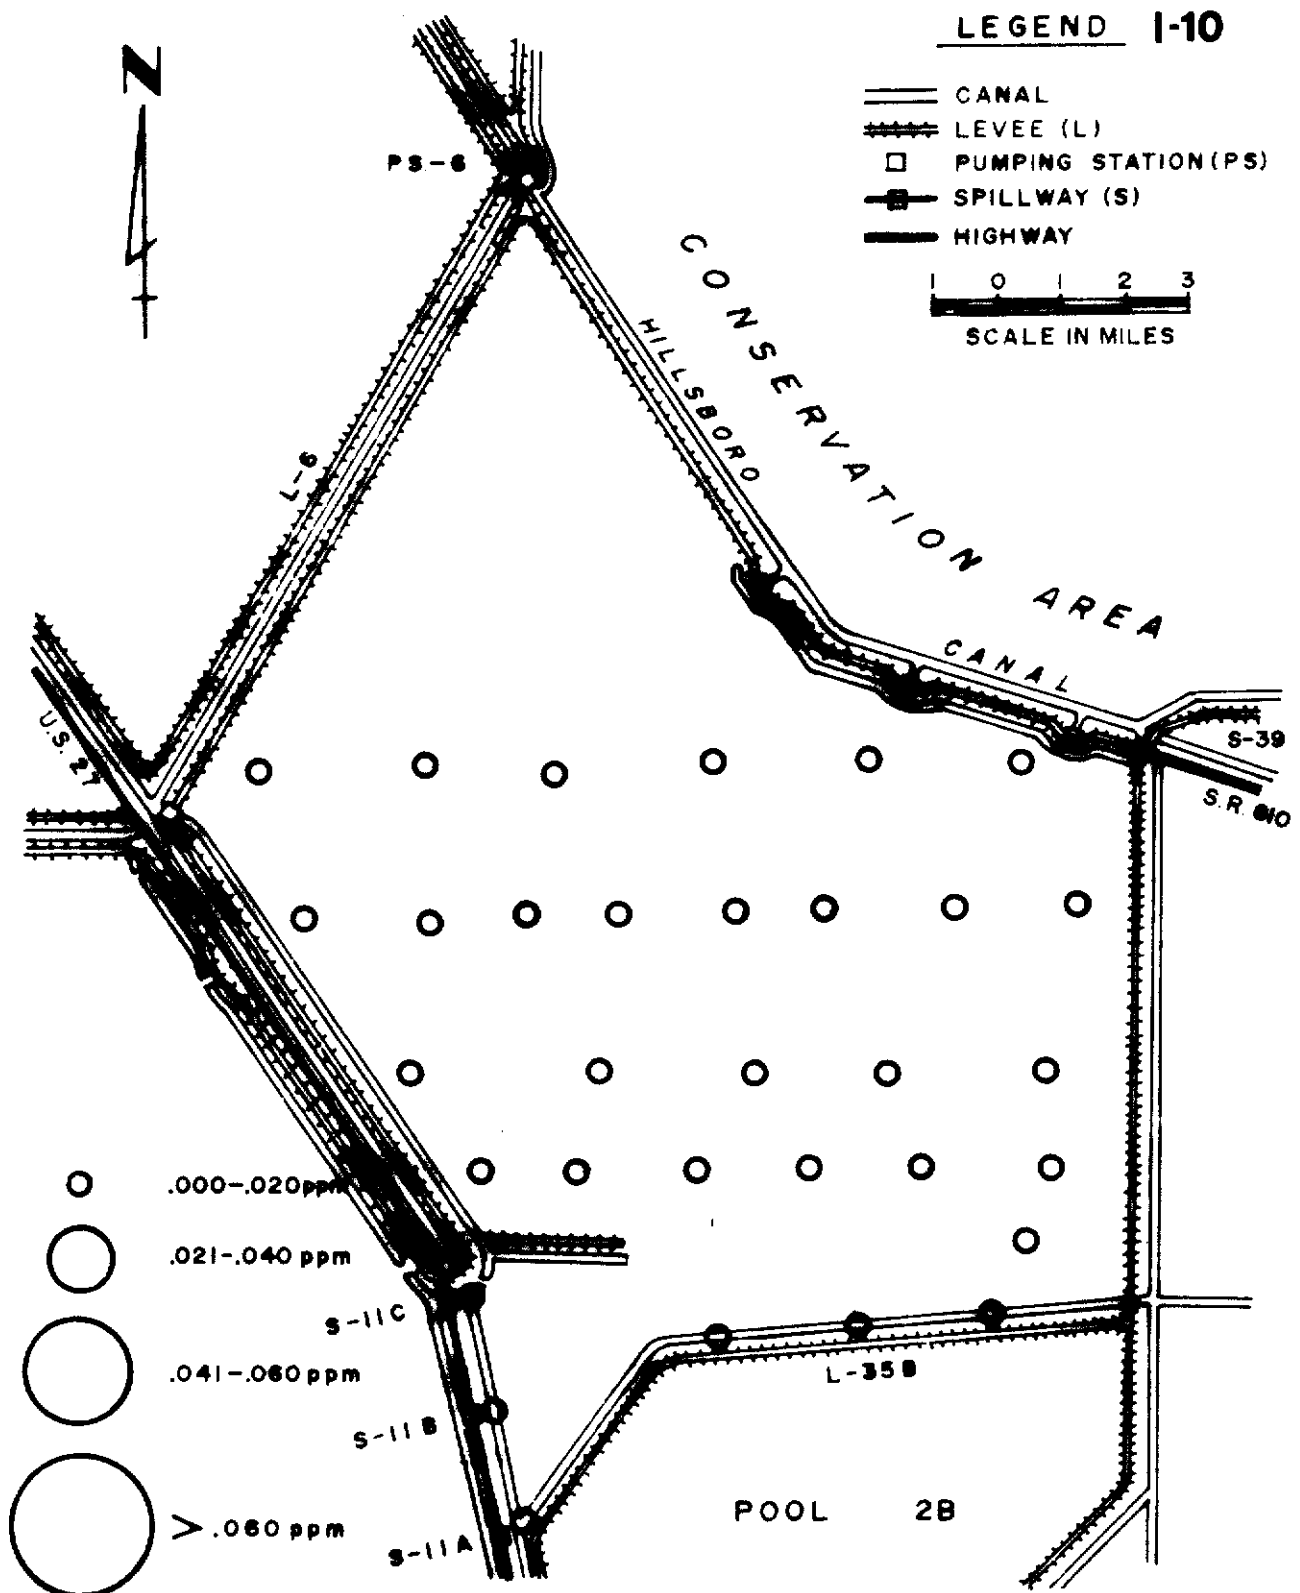 LEGEND I-10
N
CANAL
LEVEE (L)
PUMPING STATION (PS)
SPILLWAY (S)
HIGHWAY
1 0 1 2 3
SCALE IN MILES
PS-6
CONSERVATION AREA
HILLSBORO
CANAL
L-6
U.S. 27
S-39
S.R. 810
.000-.020 ppm
.021-.040 ppm
.041-.060 ppm
> .060 ppm
S-11C
S-11B
S-11A
L-35B
POOL 2B